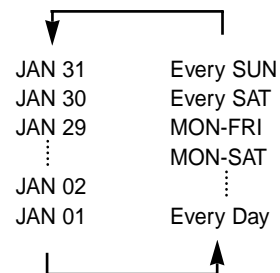 JAN 31 Every SUN
JAN 30 Every SAT
JAN 29 MON-FRI
MON-SAT
JAN 02
JAN 01 Every Day